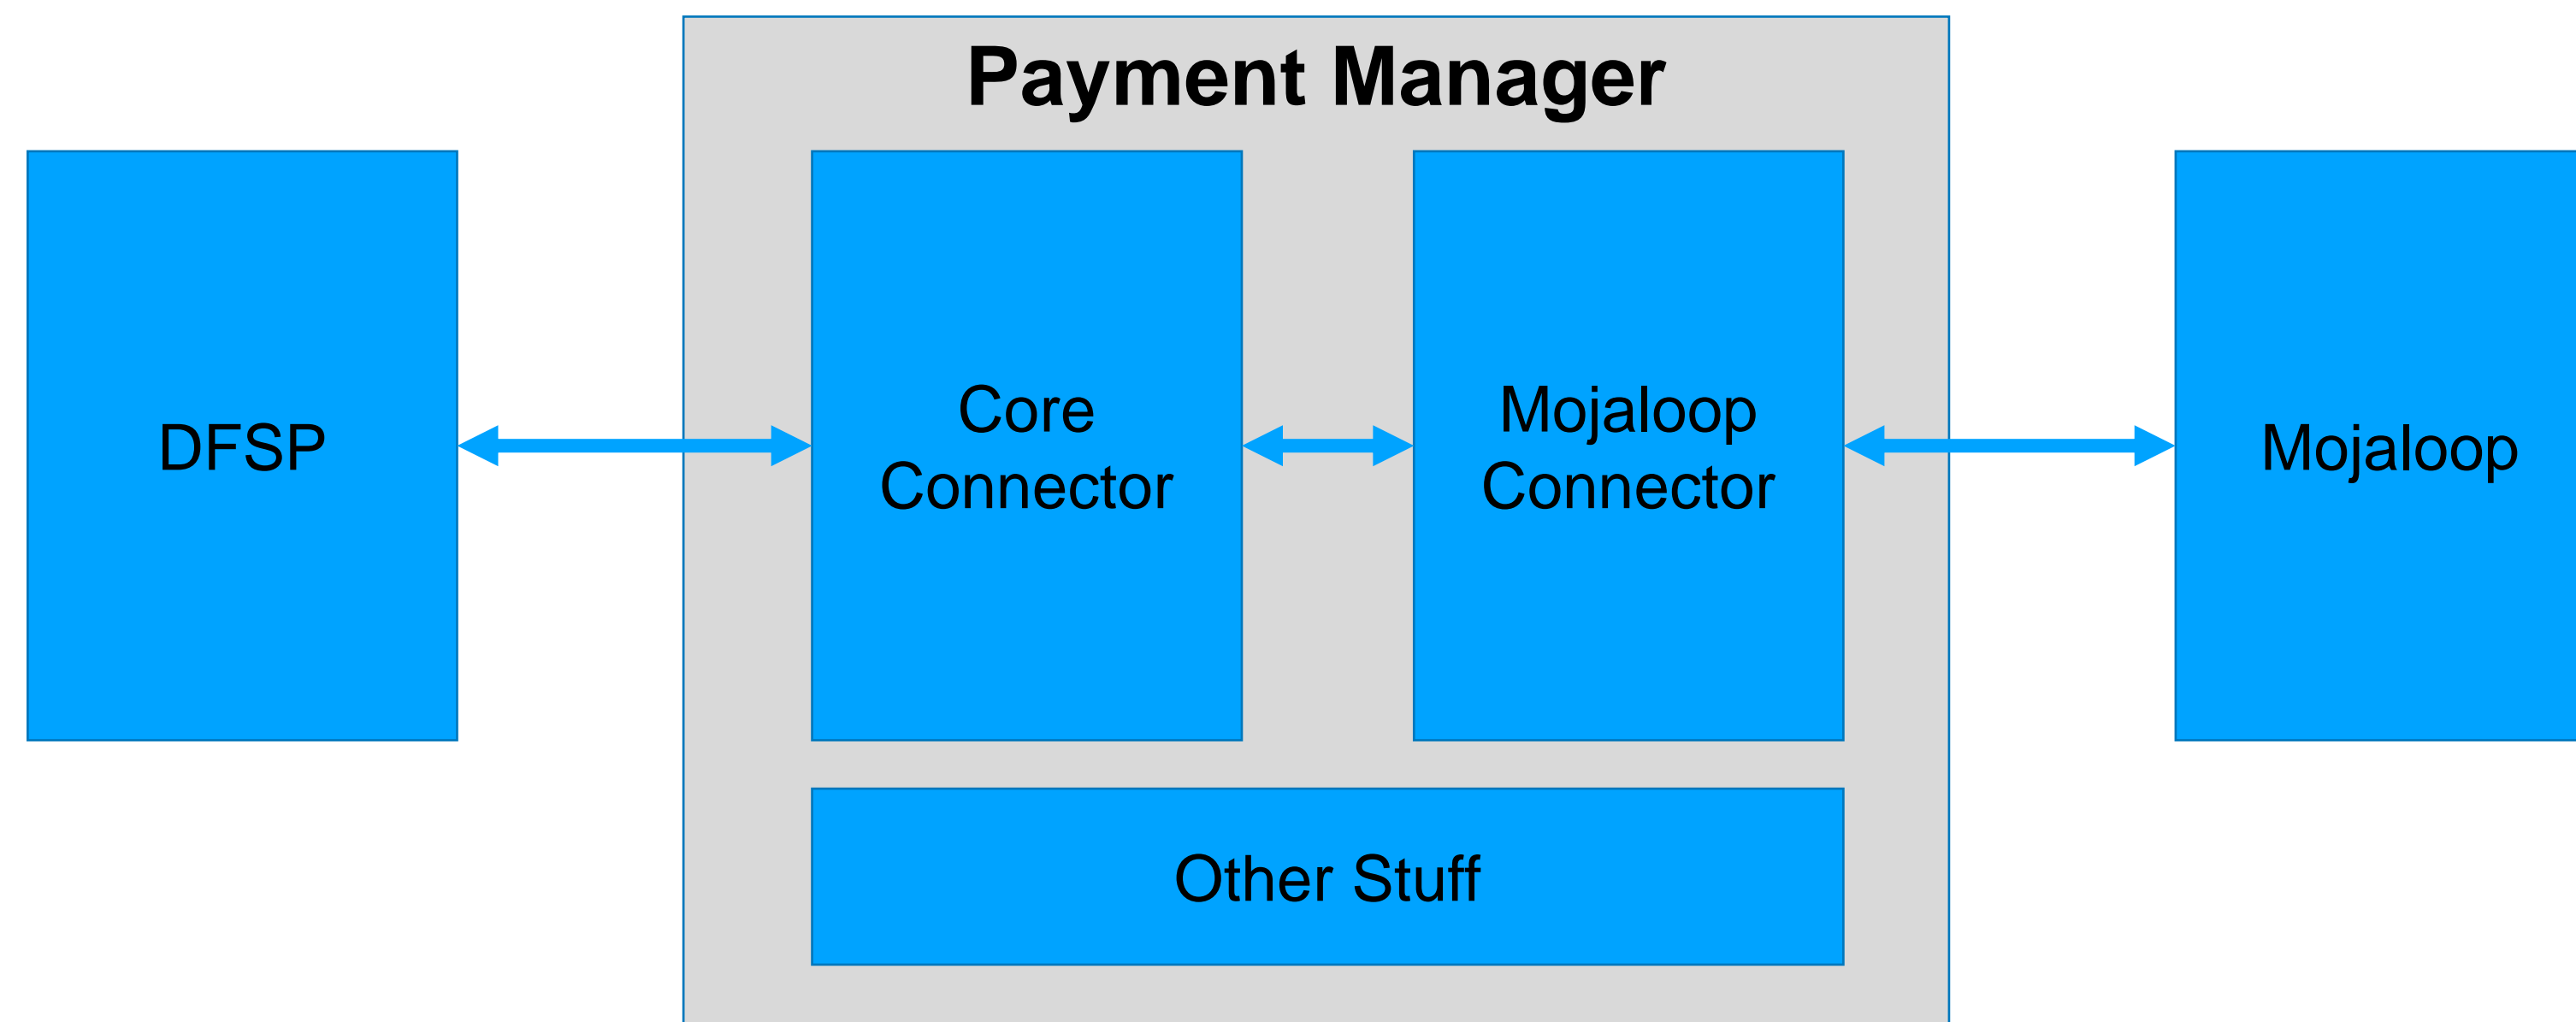 Payment Manager
DFSP
Core
Connector
Mojaloop
Connector
Mojaloop
Other Stuff